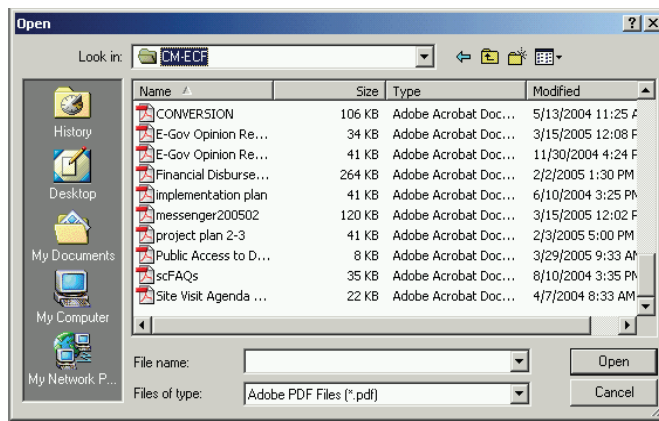 Open
Look in: CM-ECF
Name Size Type Modified
CONVERSION 106 KB Adobe Acrobat Doc... 5/13/2004 11:25 A
E-Gov Opinion Re... 34 KB Adobe Acrobat Doc... 3/15/2005 12:08 P
E-Gov Opinion Re... 41 KB Adobe Acrobat Doc... 11/30/2004 4:24 P
Financial Disburse... 264 KB Adobe Acrobat Doc... 2/2/2005 1:30 PM
implementation plan 41 KB Adobe Acrobat Doc... 6/10/2004 3:25 PM
messenger200502 120 KB Adobe Acrobat Doc... 3/15/2005 12:02 P
project plan 2-3 41 KB Adobe Acrobat Doc... 2/3/2005 5:00 PM
Public Access to D... 8 KB Adobe Acrobat Doc... 3/29/2005 9:33 AM
scFAQs 35 KB Adobe Acrobat Doc... 8/10/2004 3:35 PM
Site Visit Agenda ... 22 KB Adobe Acrobat Doc... 4/7/2004 8:33 AM
History
Desktop
My Documents
My Computer
My Network P...
File name: Open
Files of type: Adobe PDF Files (*.pdf) Cancel